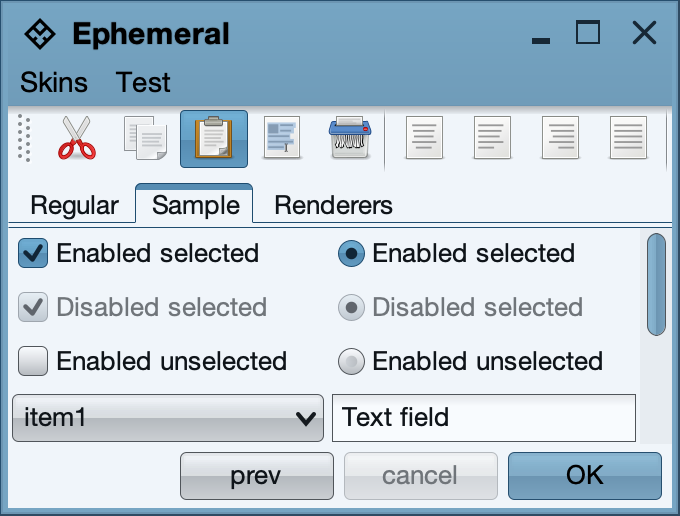 Ephemeral
Skins Test
Regular Sample Renderers
Enabled selected Enabled selected
Disabled selected Disabled selected
Enabled unselected Enabled unselected
item1 Text field
prev cancel OK